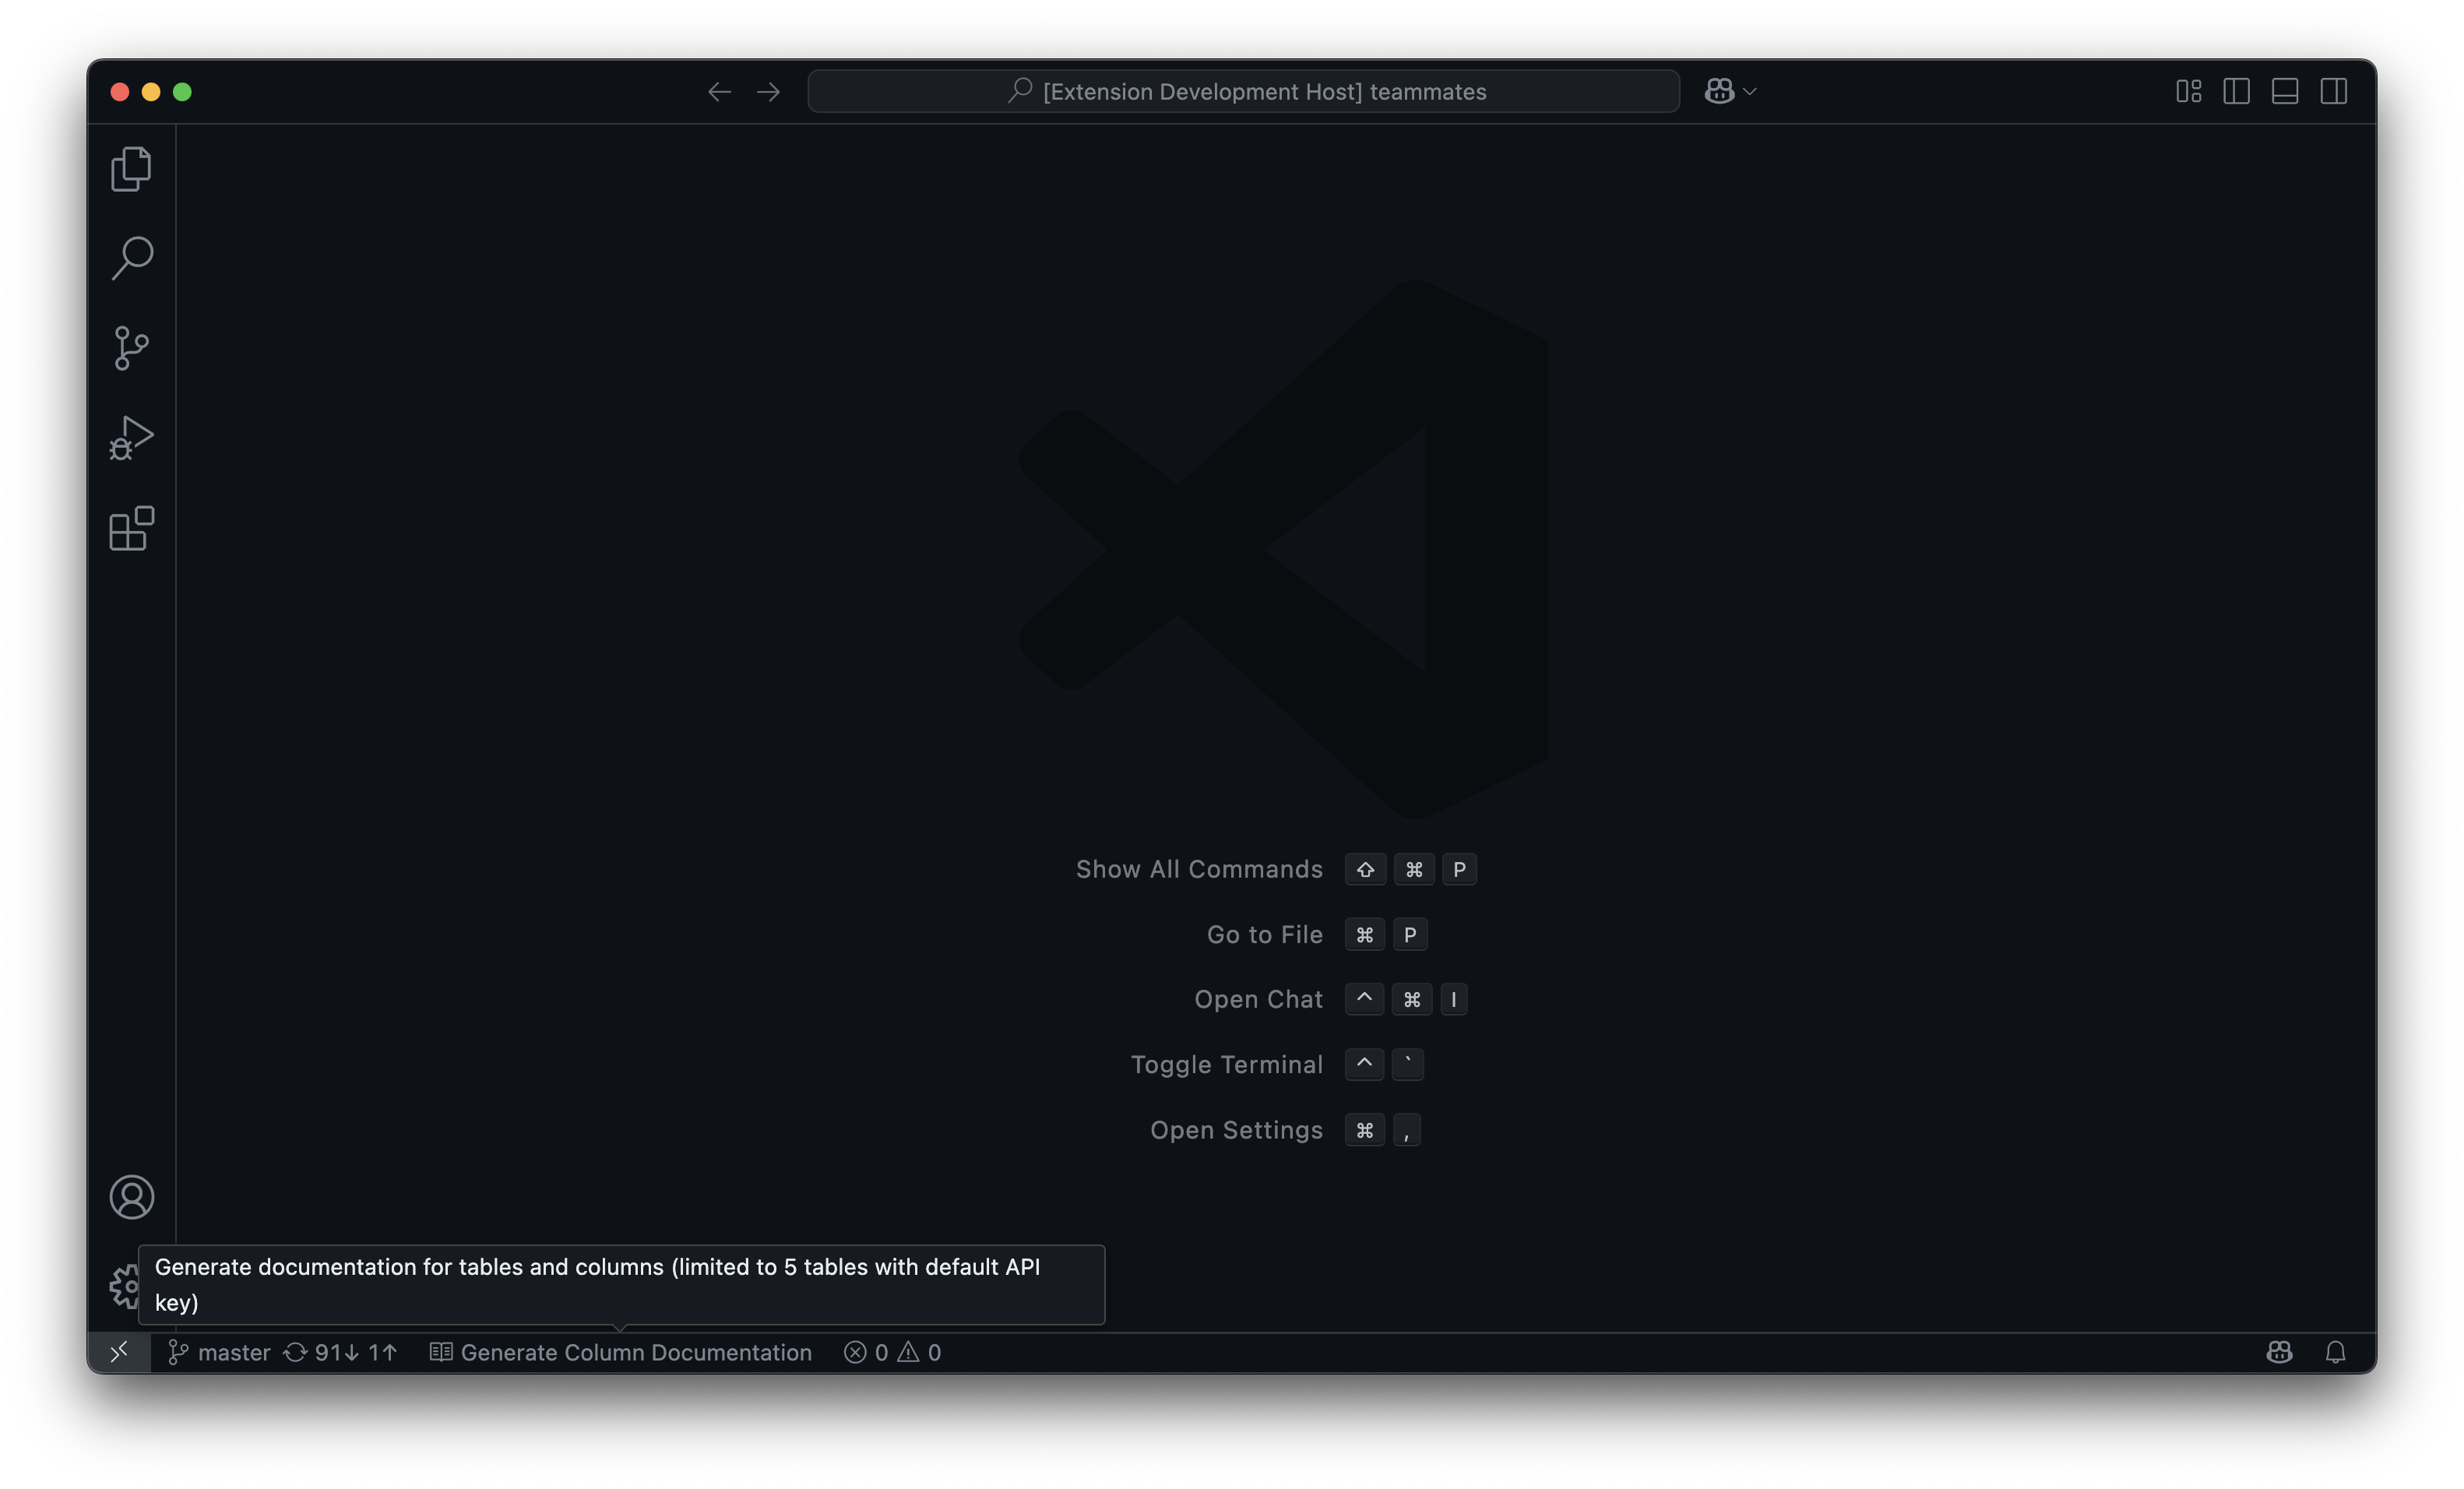 [Extension Development Host] teammates
Show All Commands ⇧ ⌘ P
Go to File ⌘ P
Open Chat ^ ⌘ I
Toggle Terminal ^ `
Open Settings ⌘ ,
Generate documentation for tables and columns (limited to 5 tables with default API
key)
master 91↓ 1↑ Generate Column Documentation 0 0